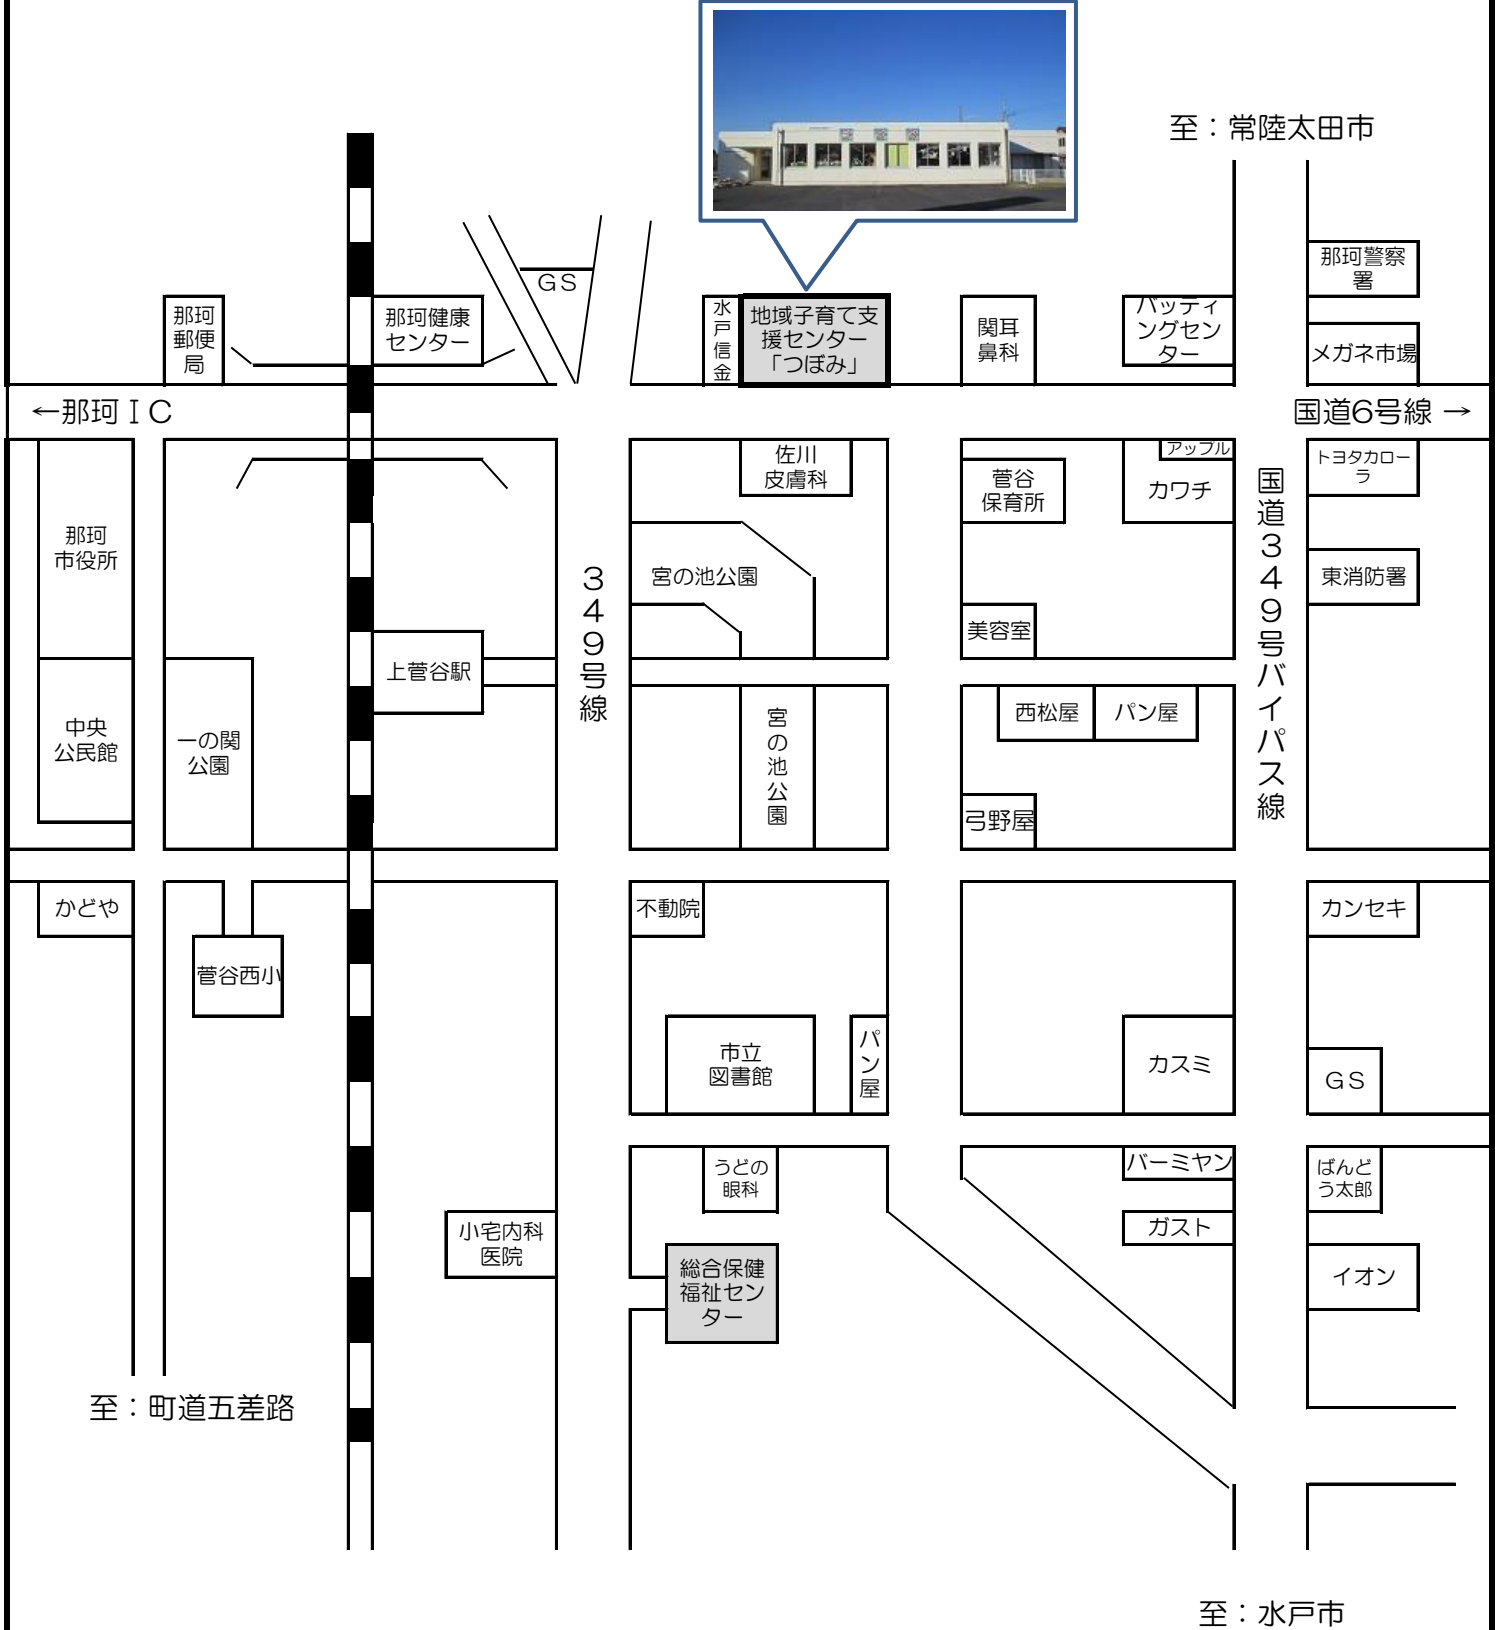 至：常陸太田市
那珂警察
署
GS
那珂
郵便
局
那珂健康
センター
水
戸
信
金
地域子育て支
援センター
「つぼみ」
関耳
鼻科
バッティ
ングセン
ター
メガネ市場
←那珂ＩＣ
国道6号線 →
佐川
皮膚科
菅谷
保育所
アップル
カワチ
トヨタカロー
ラ
那珂
市役所
宮の池公園
東消防署
美容室
国
道
３
４
９
号
バ
イ
パ
ス
線
３
４
９
号
線
上菅谷駅
中央
公民館
一の関
公園
宮
の
池
公
園
西松屋
パン屋
弓野屋
かどや
不動院
カンセキ
菅谷西小
市立
図書館
パ
ン
屋
カスミ
GS
うどの
眼科
バーミヤン
ばんど
う太郎
小宅内科
医院
ガスト
総合保健
福祉セン
ター
イオン
至：町道五差路
至：水戸市